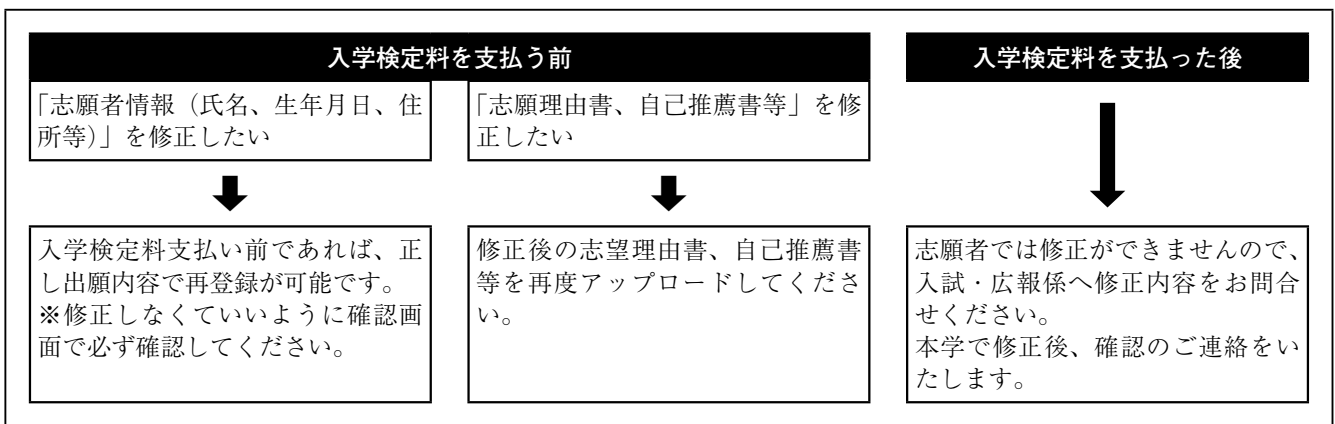 入学検定料を支払う前
「志願者情報（氏名、生年月日、住
所等）」を修正したい
入学検定料支払い前であれば、正
し出願内容で再登録が可能です。
※修正しなくていいように確認画
面で必ず確認してください。
「志願理由書、自己推薦書等」を修
正したい
修正後の志望理由書、自己推薦書
等を再度アップロードしてくださ
い。
入学検定料を支払った後
志願者では修正ができませんので、
入試・広報係へ修正内容をお問合
せください。
本学で修正後、確認のご連絡をい
たします。